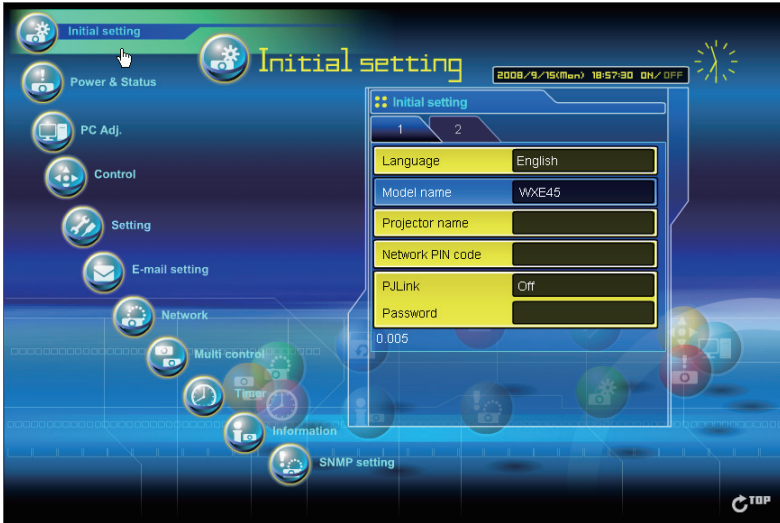 Initial setting
Power & Status
PC Adj.
Control
Setting
E-mail setting
Network
Multi control
Timer
Information
SNMP setting
Initial setting
2008/9/15(Mon) 18:57:30 ON/OFF
Initial setting
1 2
Language English
Model name WXE45
Projector name
Network PIN code
PJLink Off
Password
0.005
TOP